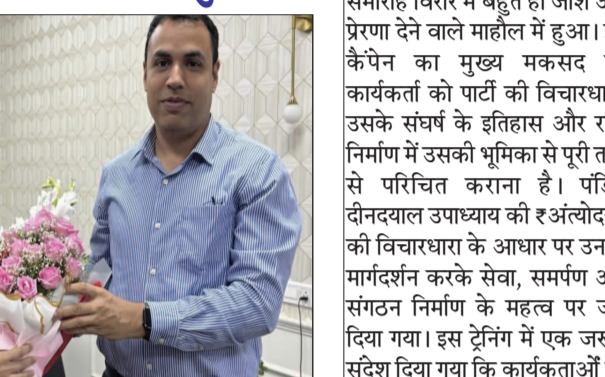 समारोह विरार में बहुत ही जोश
प्रेरणा देने वाले माहौल में हुआ।
कैंपेन का मुख्य मकसद
कार्यकर्ता को पार्टी की विचारधा
उसके संघर्ष के इतिहास और
निर्माण में उसकी भूमिका से पूरी
से परिचित कराना है।
दीनदयाल उपाध्याय की ₹अंत्योद
की विचारधारा के आधार पर
मार्गदर्शन करके सेवा, समर्पण
संगठन निर्माण के महत्व पर
दिया गया। इस ट्रेनिंग में एक
संदेश दिया गया कि कार्यकर्ताओं